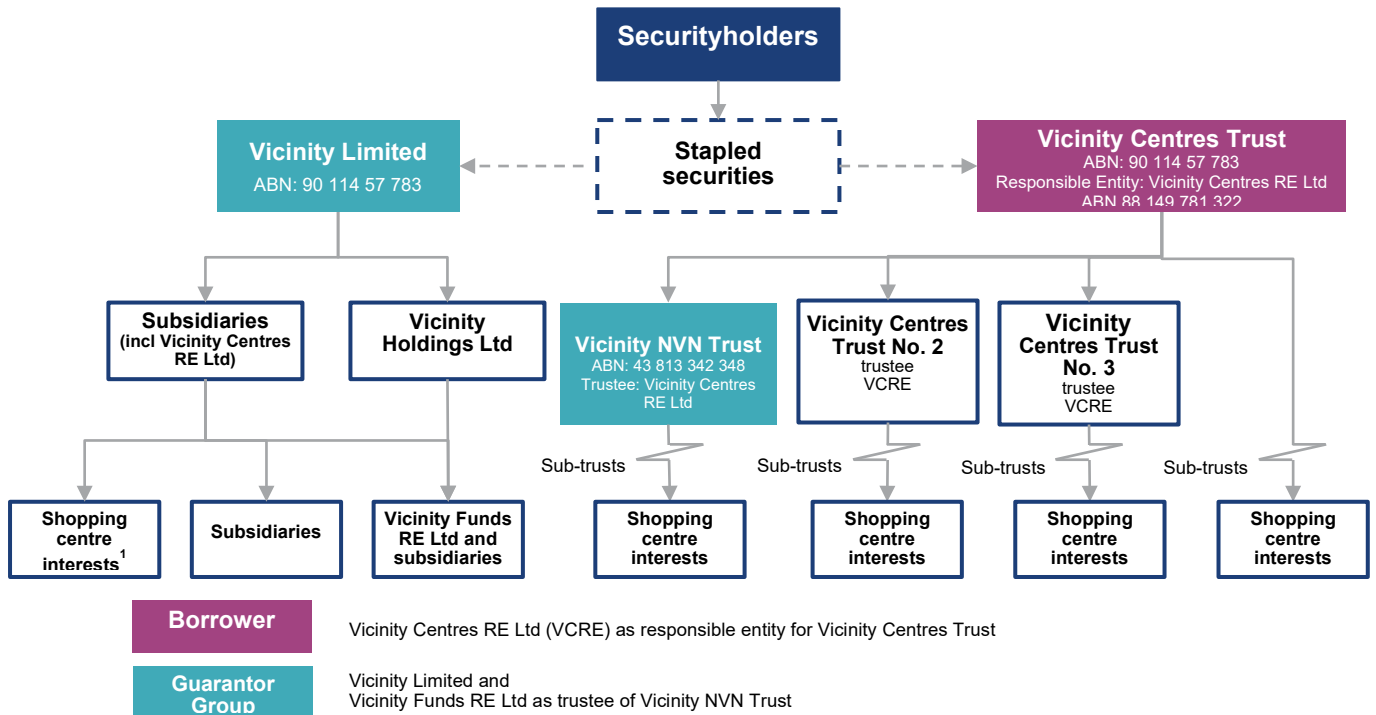 Securityholders
Vicinity Limited
ABN: 90 114 57 783
Stapled
securities
Vicinity Centres Trust
ABN: 90 114 57 783
Responsible Entity: Vicinity Centres RE Ltd
ABN 88 149 781 322
Subsidiaries
(incl Vicinity Centres
RE Ltd)
Vicinity
Holdings Ltd
Vicinity NVN Trust
ABN: 43 813 342 348
Trustee: Vicinity Centres
RE Ltd
Vicinity Centres
Trust No. 2
trustee
VCRE
Vicinity
Centres Trust
No. 3
trustee
VCRE
Sub-trusts
Sub-trusts
Sub-trusts
Sub-trusts
Shopping
centre
interests1
Subsidiaries
Vicinity Funds
RE Ltd and
subsidiaries
Shopping
centre
interests
Shopping
centre
interests
Shopping
centre
interests
Shopping
centre
interests
Borrower
Vicinity Centres RE Ltd (VCRE) as responsible entity for Vicinity Centres Trust
Guarantor
Group
Vicinity Limited and
Vicinity Funds RE Ltd as trustee of Vicinity NVN Trust